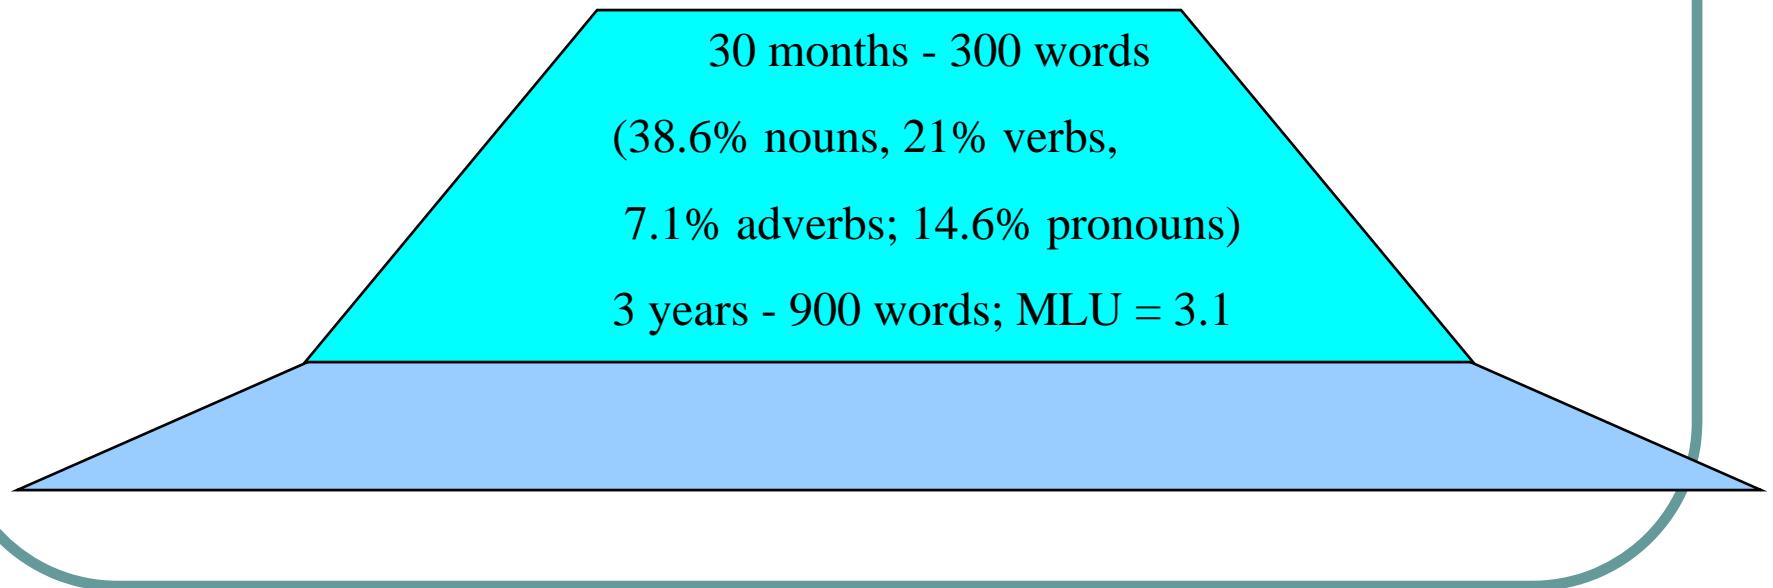 30 months - 300 words
(38.6% nouns, 21% verbs,
7.1% adverbs; 14.6% pronouns)
3 years - 900 words; MLU = 3.1